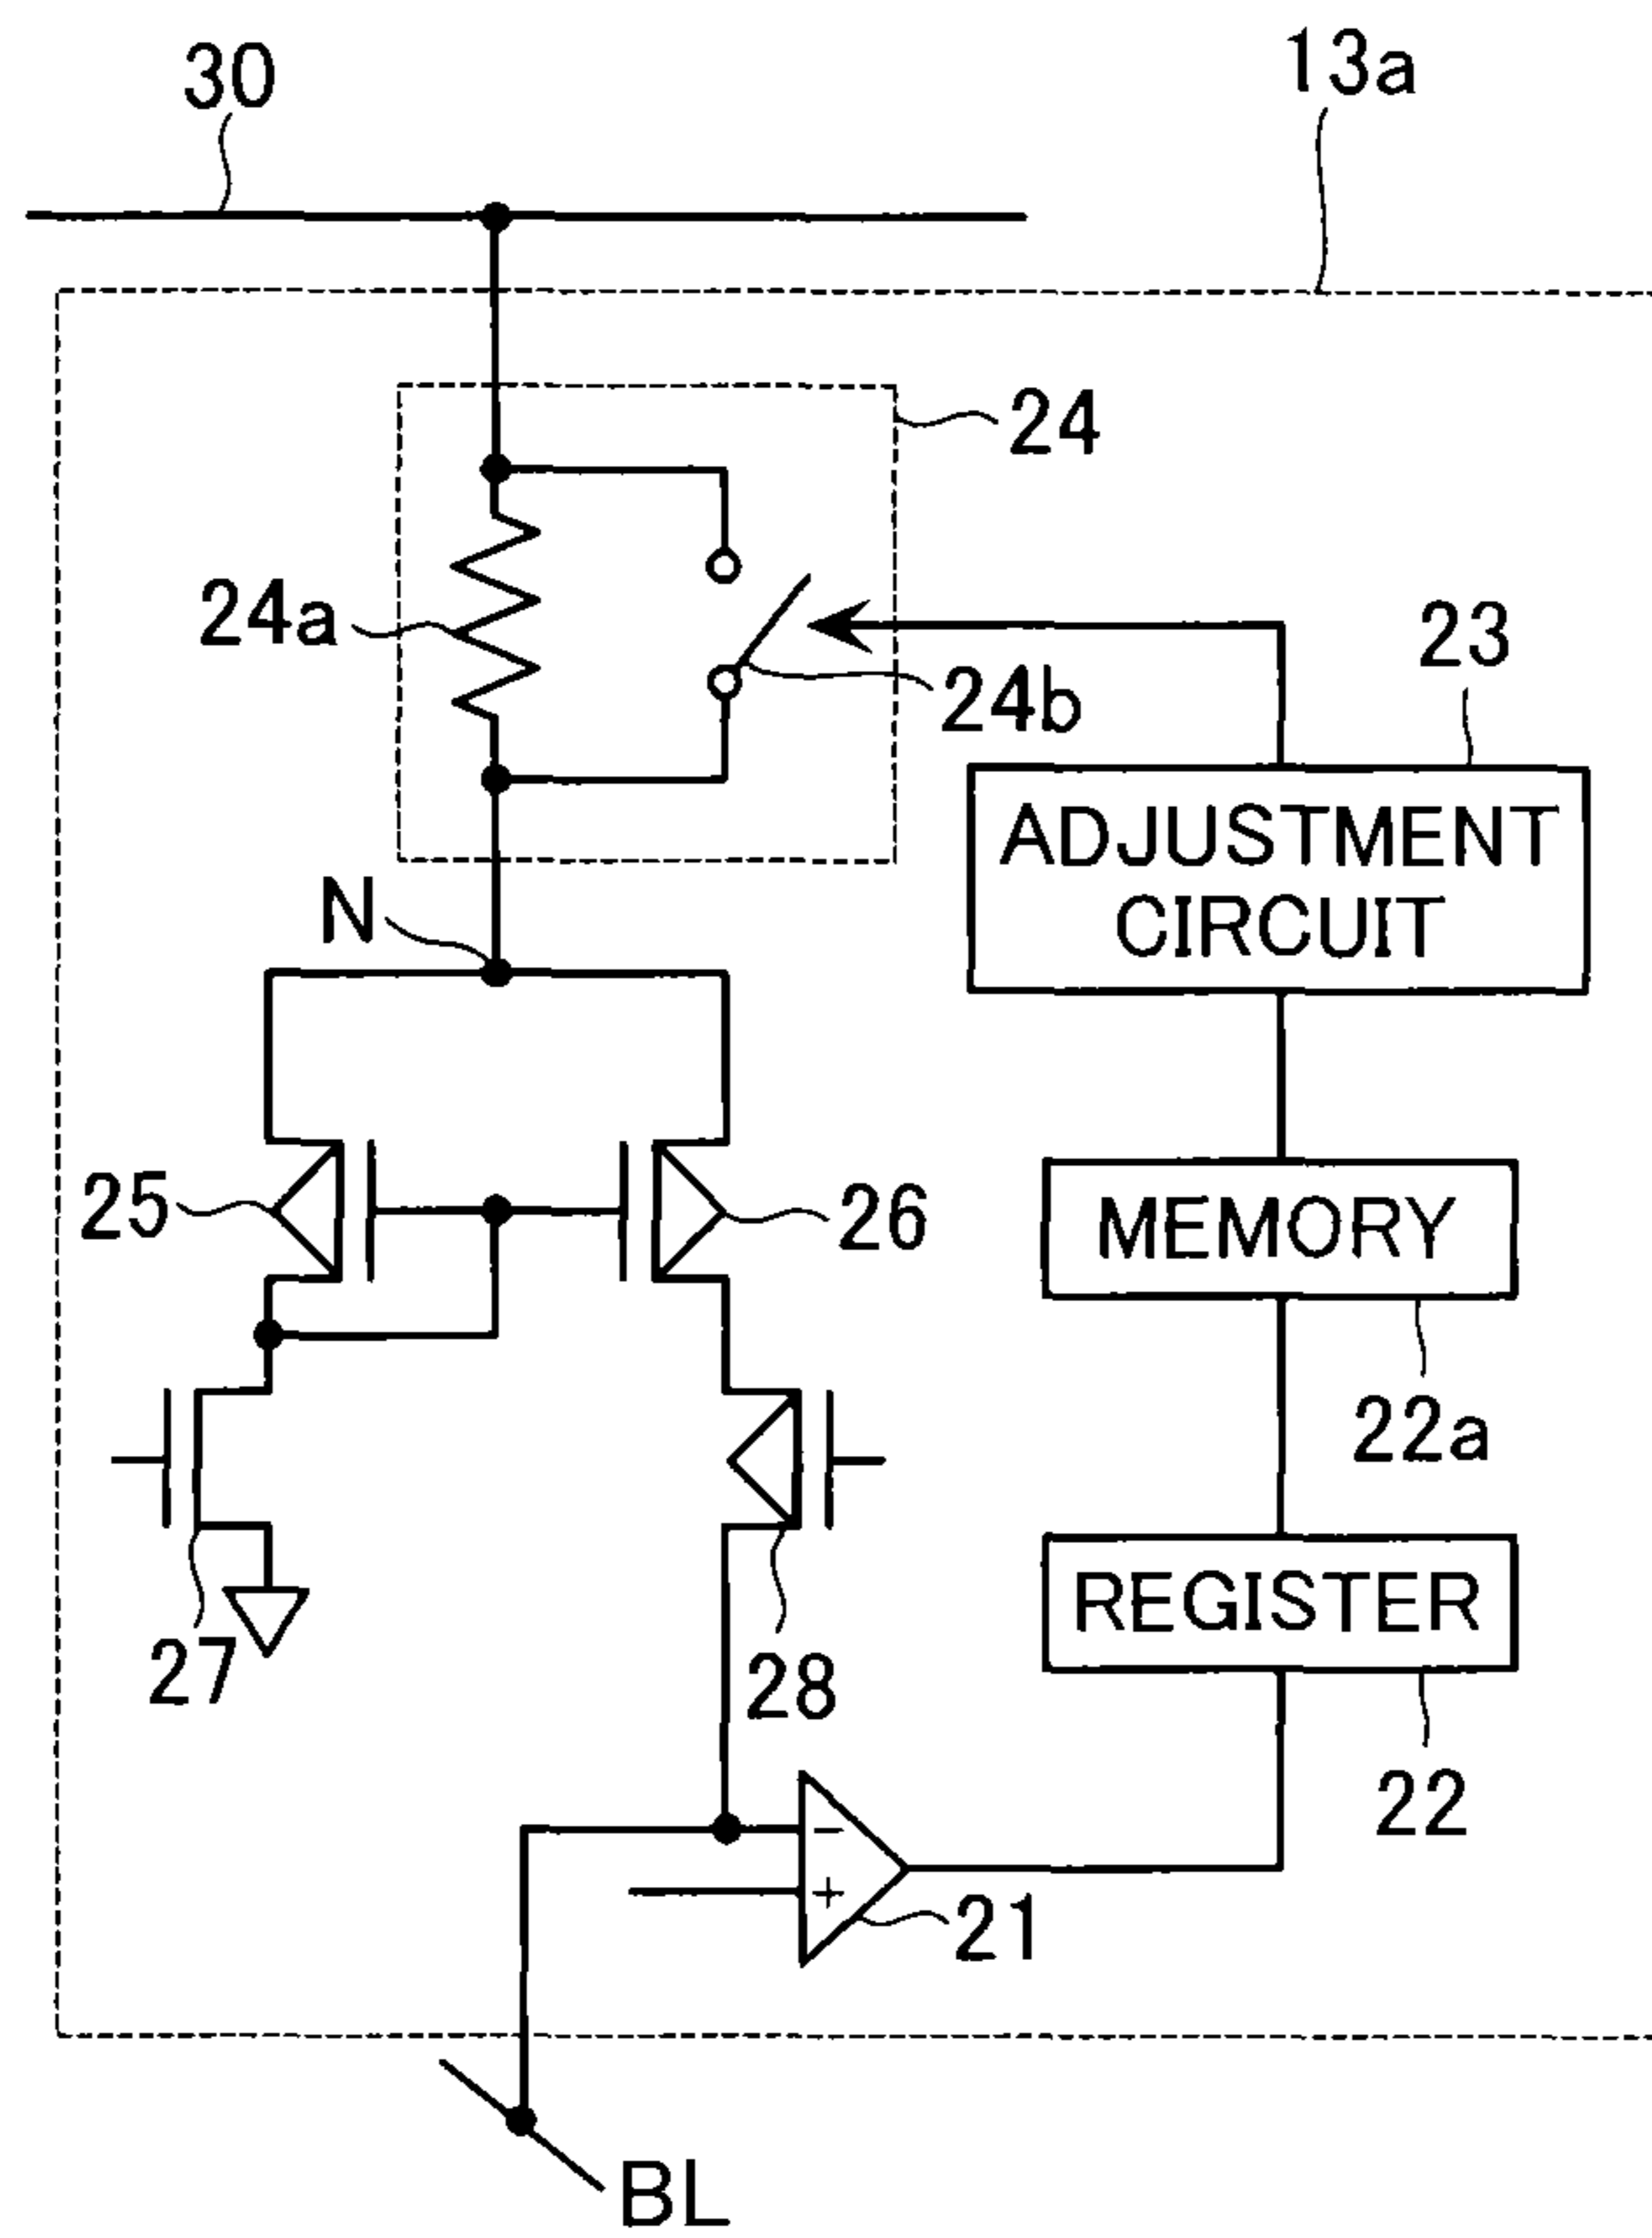 30
13a
24
24a
24b
23
ADJUSTMENT
CIRCUIT
N
25
26
MEMORY
22a
REGISTER
27
28
22
−
+
21
BL